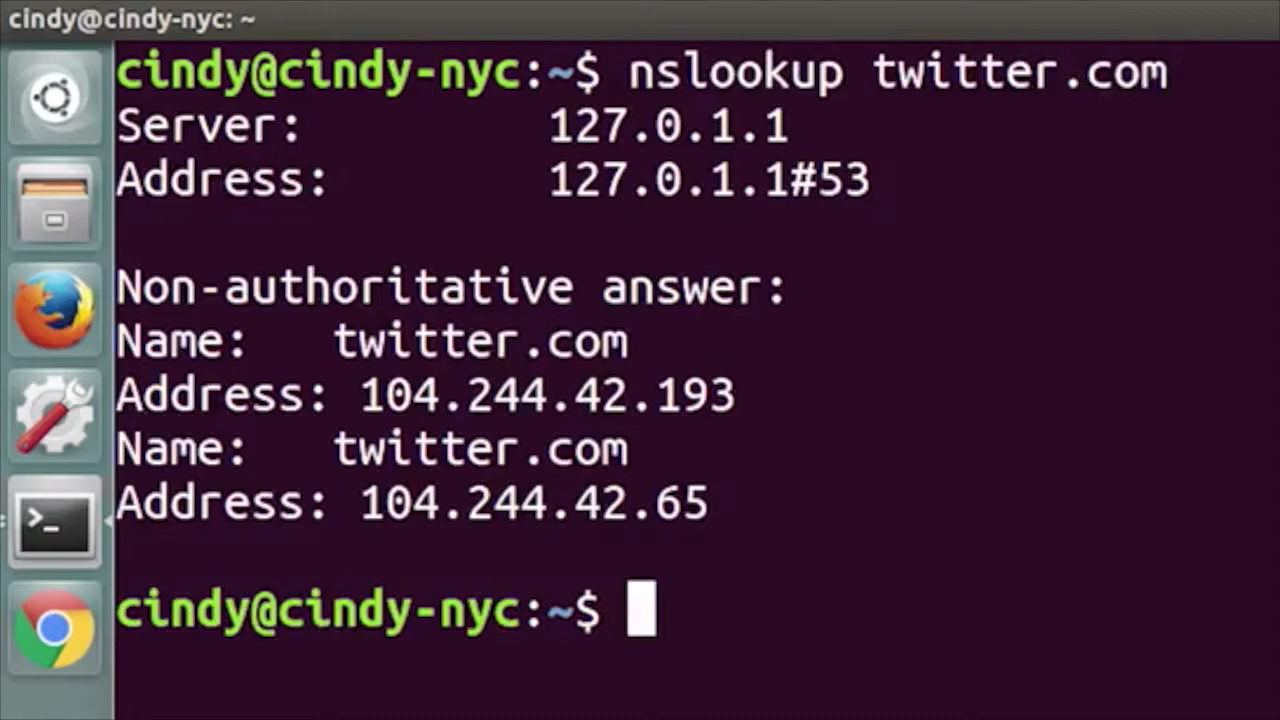 cindy@cindy-nyc: ~
cindy@cindy-nyc:~$ nslookup twitter.com
Server: 127.0.1.1
Address: 127.0.1.1#53
Non-authoritative answer:
Name: twitter.com
Address: 104.244.42.193
Name: twitter.com
Address: 104.244.42.65
cindy@cindy-nyc:~$